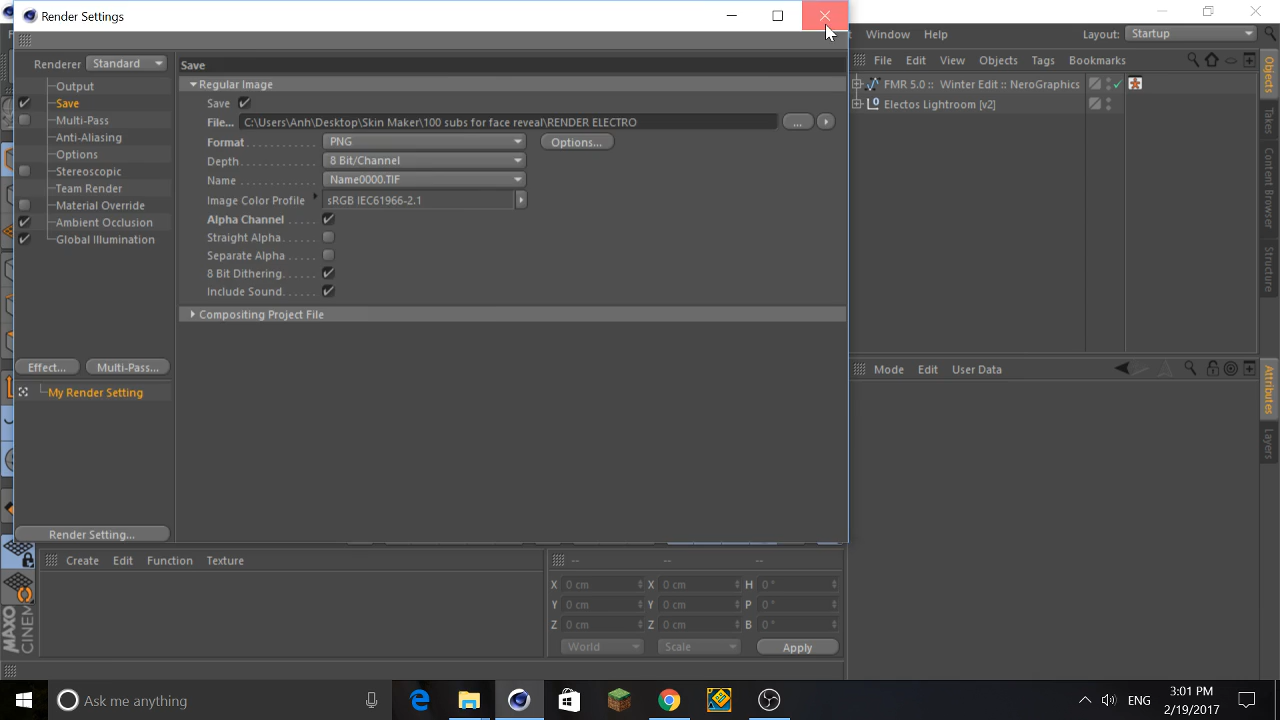 Render Settings
Window Help Layout: Startup
Renderer Standard
Output
Save
Multi-Pass
Anti-Aliasing
Options
Stereoscopic
Team Render
Material Override
Ambient Occlusion
Global Illumination
Effect... Multi-Pass...
My Render Setting
Render Setting...
Save
Regular Image
Save
File... C:\Users\Anh\Desktop\Skin Maker\100 subs for face reveal\RENDER ELECTRO ...
Format PNG Options...
Depth 8 Bit/Channel
Name Name0000.TIF
Image Color Profile sRGB IEC61966-2.1
Alpha Channel
Straight Alpha
Separate Alpha
8 Bit Dithering
Include Sound
Compositing Project File
File Edit View Objects Tags Bookmarks
FMR 5.0 :: Winter Edit :: NeroGraphics
Electos Lightroom [v2]
Objects
Takes
Content Browser
Structure
Mode Edit User Data
Attributes
Layers
Create Edit Function Texture
-- -- --
X 0 cm X 0 cm H 0 °
Y 0 cm Y 0 cm P 0 °
Z 0 cm Z 0 cm B 0 °
World Scale Apply
Ask me anything
ENG
3:01 PM
2/19/2017